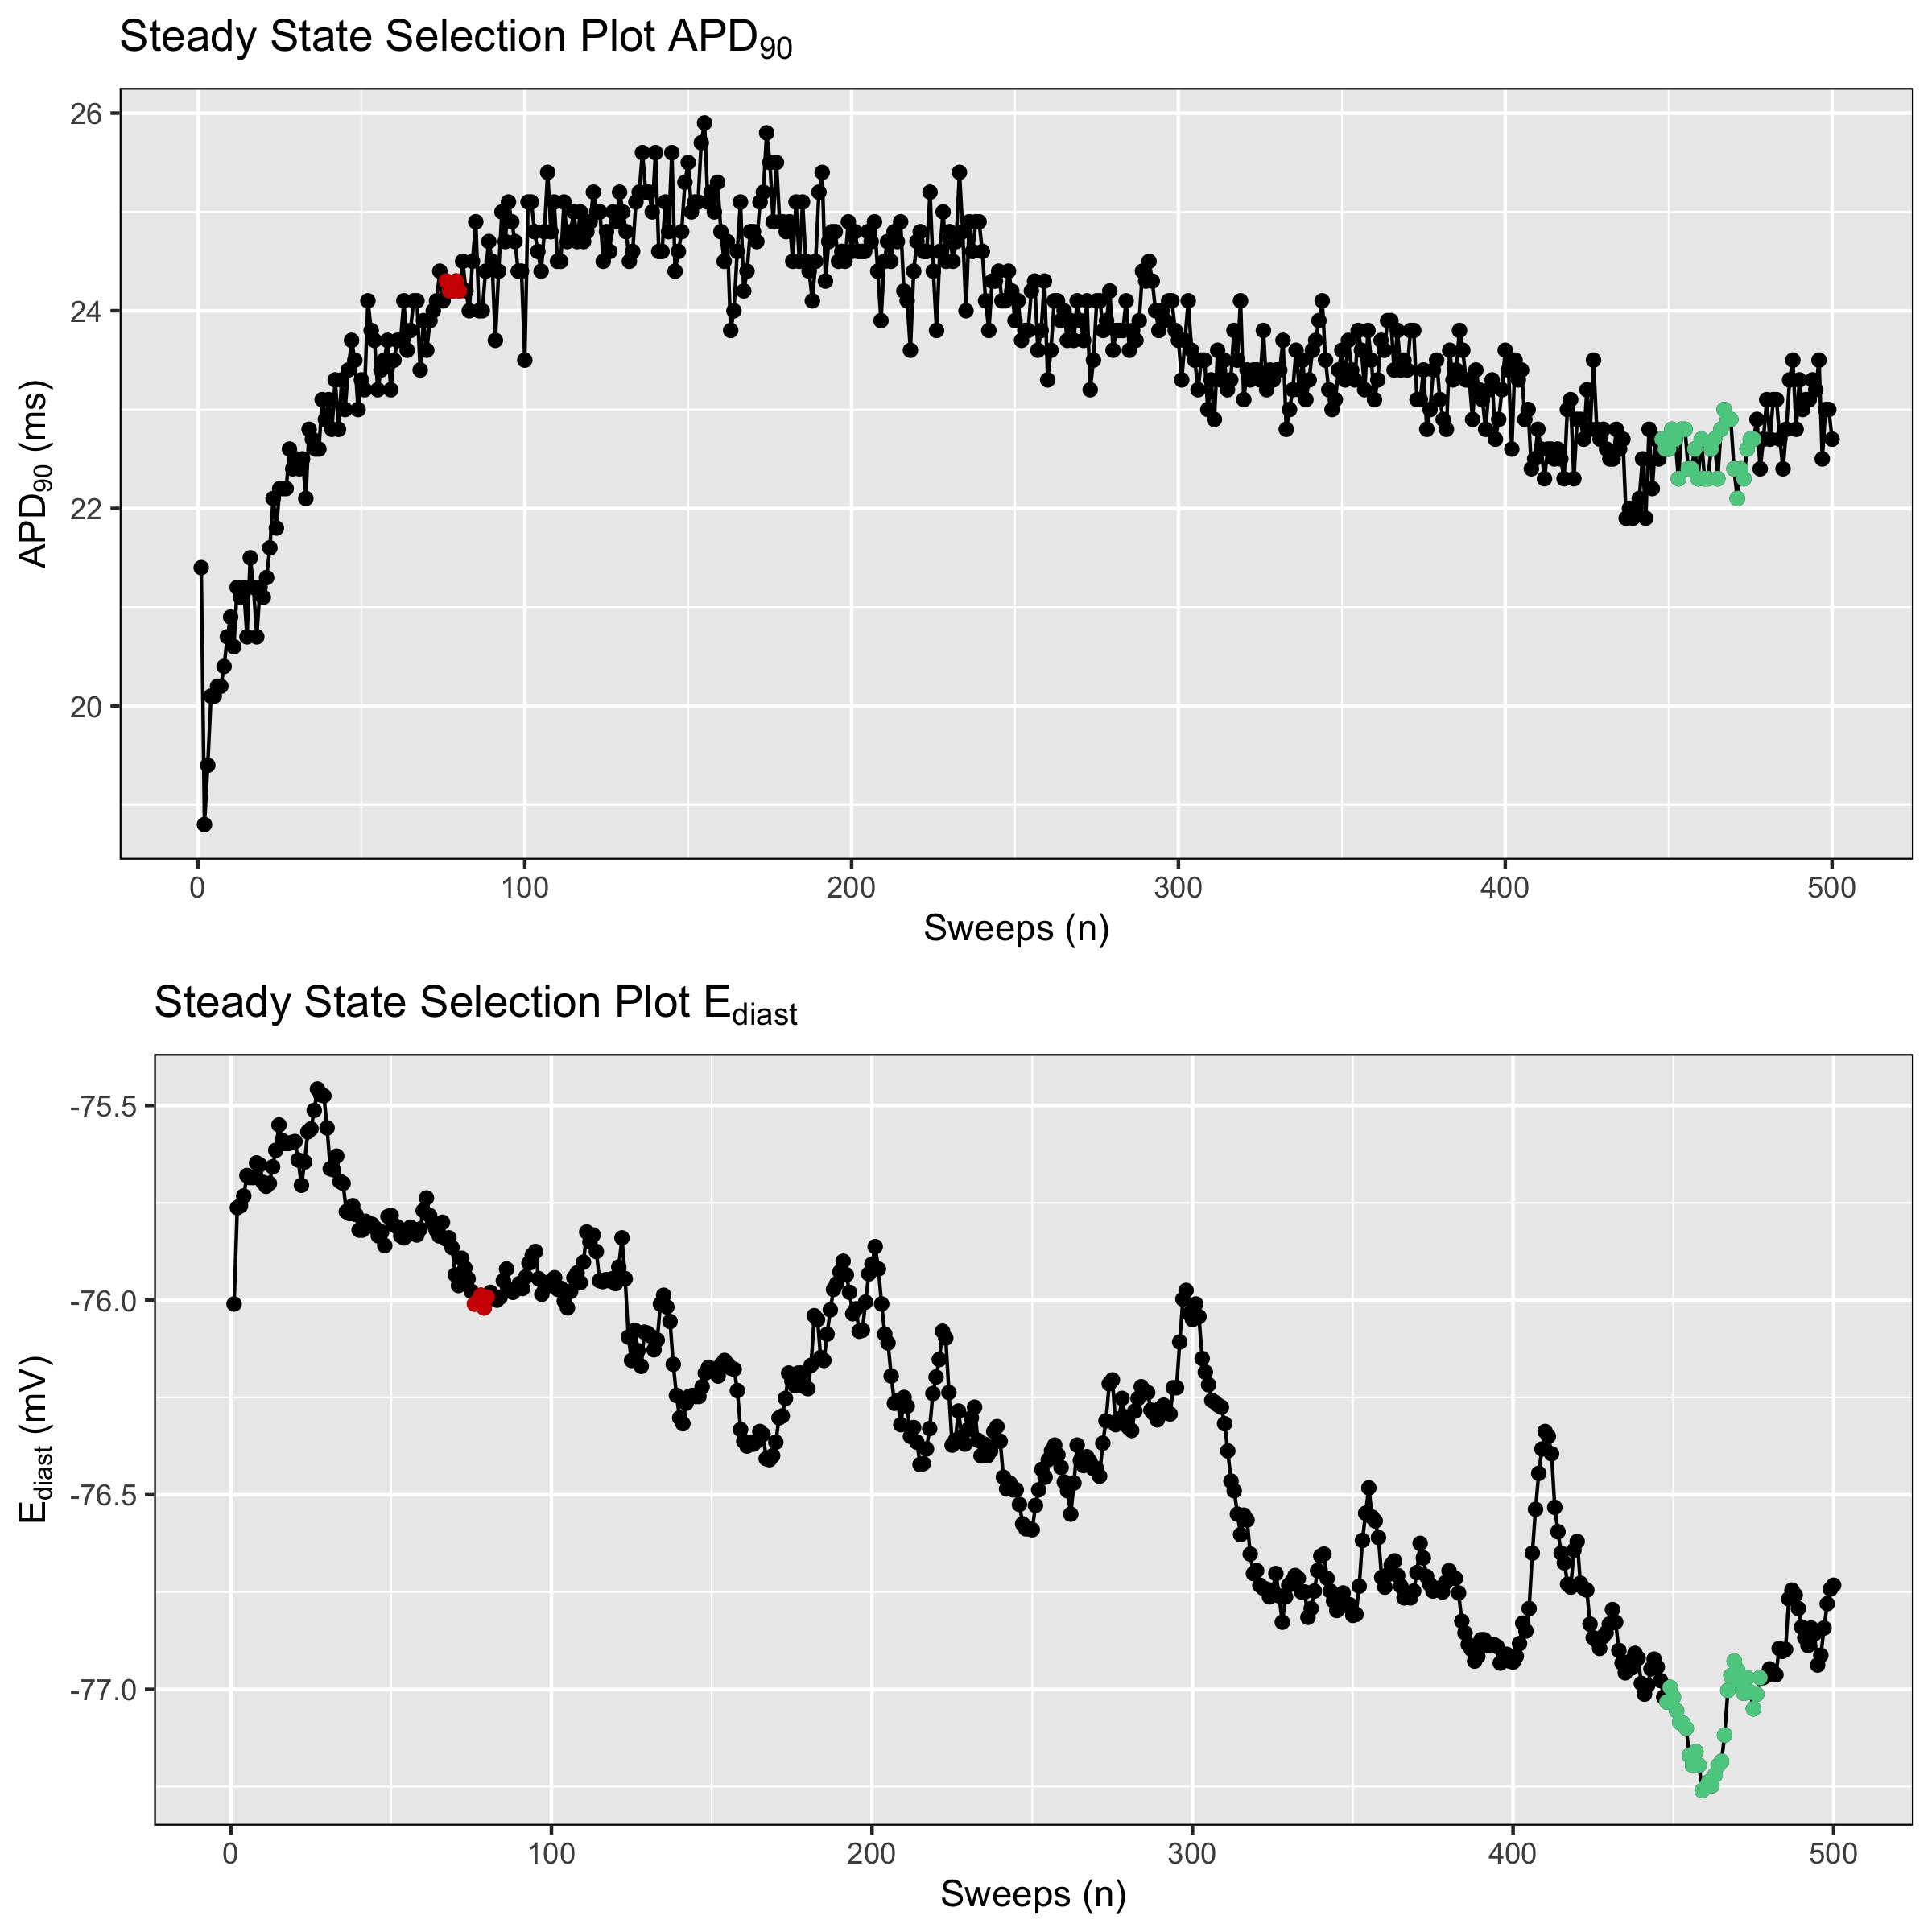 Steady State Selection Plot APD90
26
24
22
20
APD90 (ms)
0 100 200 300 400 500
Sweeps (n)
Steady State Selection Plot Ediast
-75.5
-76.0
-76.5
-77.0
Ediast (mV)
0 100 200 300 400 500
Sweeps (n)